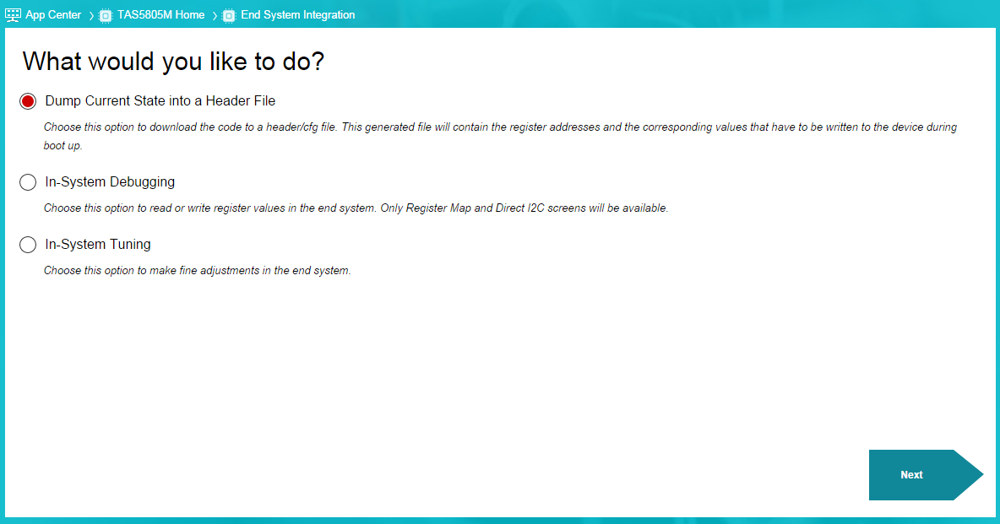 App Center > TAS5805M Home > End System Integration
What would you like to do?
Dump Current State into a Header File
Choose this option to download the code to a header/cfg file. This generated file will contain the register addresses and the corresponding values that have to be written to the device during
boot up.
In-System Debugging
Choose this option to read or write register values in the end system. Only Register Map and Direct I2C screens will be available.
In-System Tuning
Choose this option to make fine adjustments in the end system.
Next